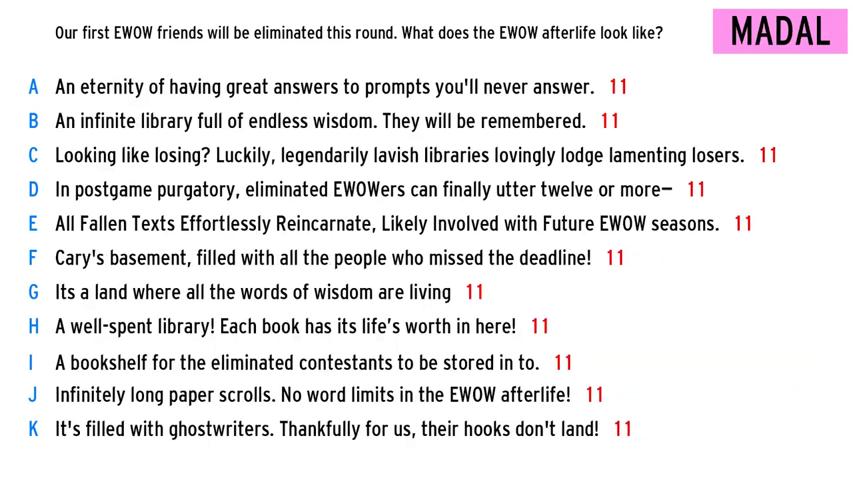 Our first EWOW friends will be eliminated this round. What does the EWOW afterlife look like?
MADAL
A An eternity of having great answers to prompts you'll never answer. 11
B An infinite library full of endless wisdom. They will be remembered. 11
C Looking like losing? Luckily, legendarily lavish libraries lovingly lodge lamenting losers. 11
D In postgame purgatory, eliminated EWOWers can finally utter twelve or more— 11
E All Fallen Texts Effortlessly Reincarnate, Likely Involved with Future EWOW seasons. 11
F Cary's basement, filled with all the people who missed the deadline! 11
G Its a land where all the words of wisdom are living 11
H A well-spent library! Each book has its life’s worth in here! 11
I A bookshelf for the eliminated contestants to be stored in to. 11
J Infinitely long paper scrolls. No word limits in the EWOW afterlife! 11
K It's filled with ghostwriters. Thankfully for us, their hooks don't land! 11